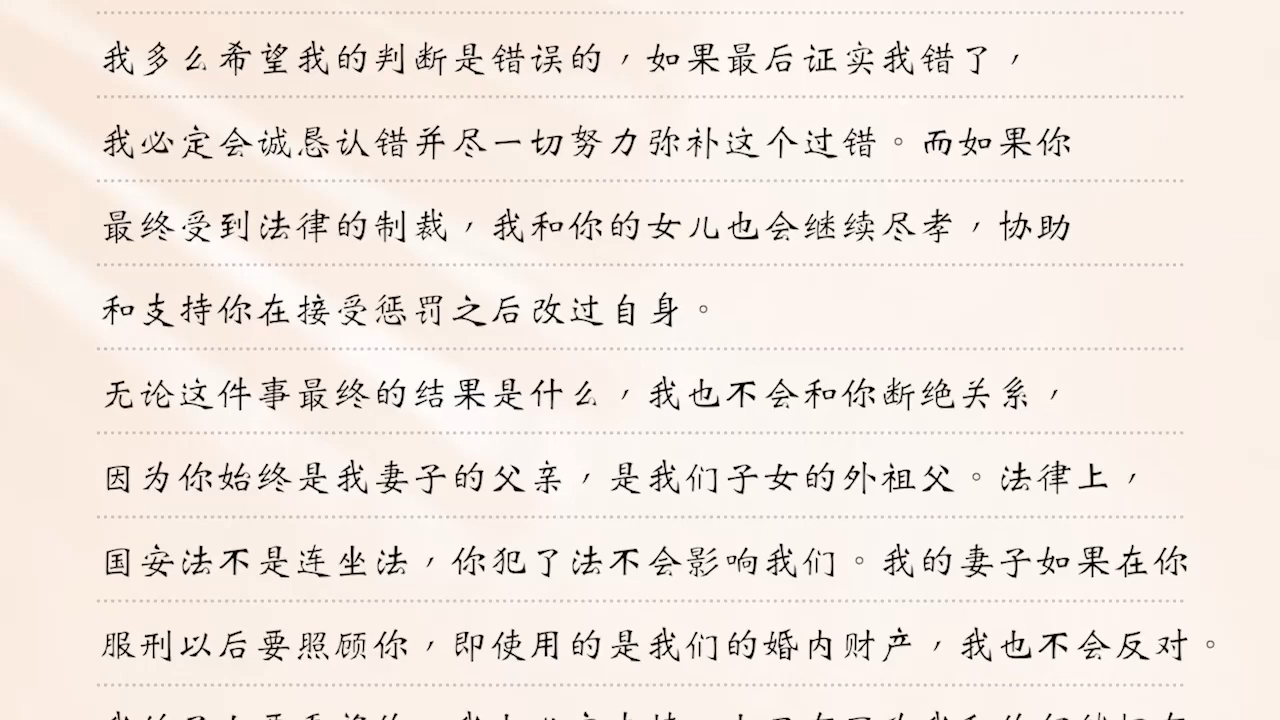 我多么希望我的判断是错误的，如果最后证实我错了，
我必定会诚恳认错并尽一切努力弥补这个过错。而如果你
最终受到法律的制裁，我和你的女儿也会继续尽孝，协助
和支持你在接受惩罚之后改过自身。
无论这件事最终的结果是什么，我也不会和你断绝关系，
因为你始终是我妻子的父亲，是我们子女的外祖父。法律上，
国安法不是连坐法，你犯了法不会影响我们。我的妻子如果在你
服刑以后要照顾你，即使用的是我们的婚内财产，我也不会反对。